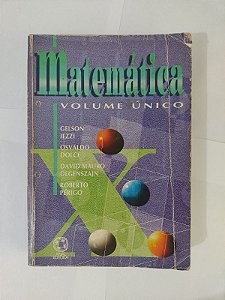 Matemática
VOLUME ÚNICO
GELSON
IEZZI
OSVALDO
DOLCE
DAVID MAURO
DEGENSZAJN
ROBERTO
PÉRIGO